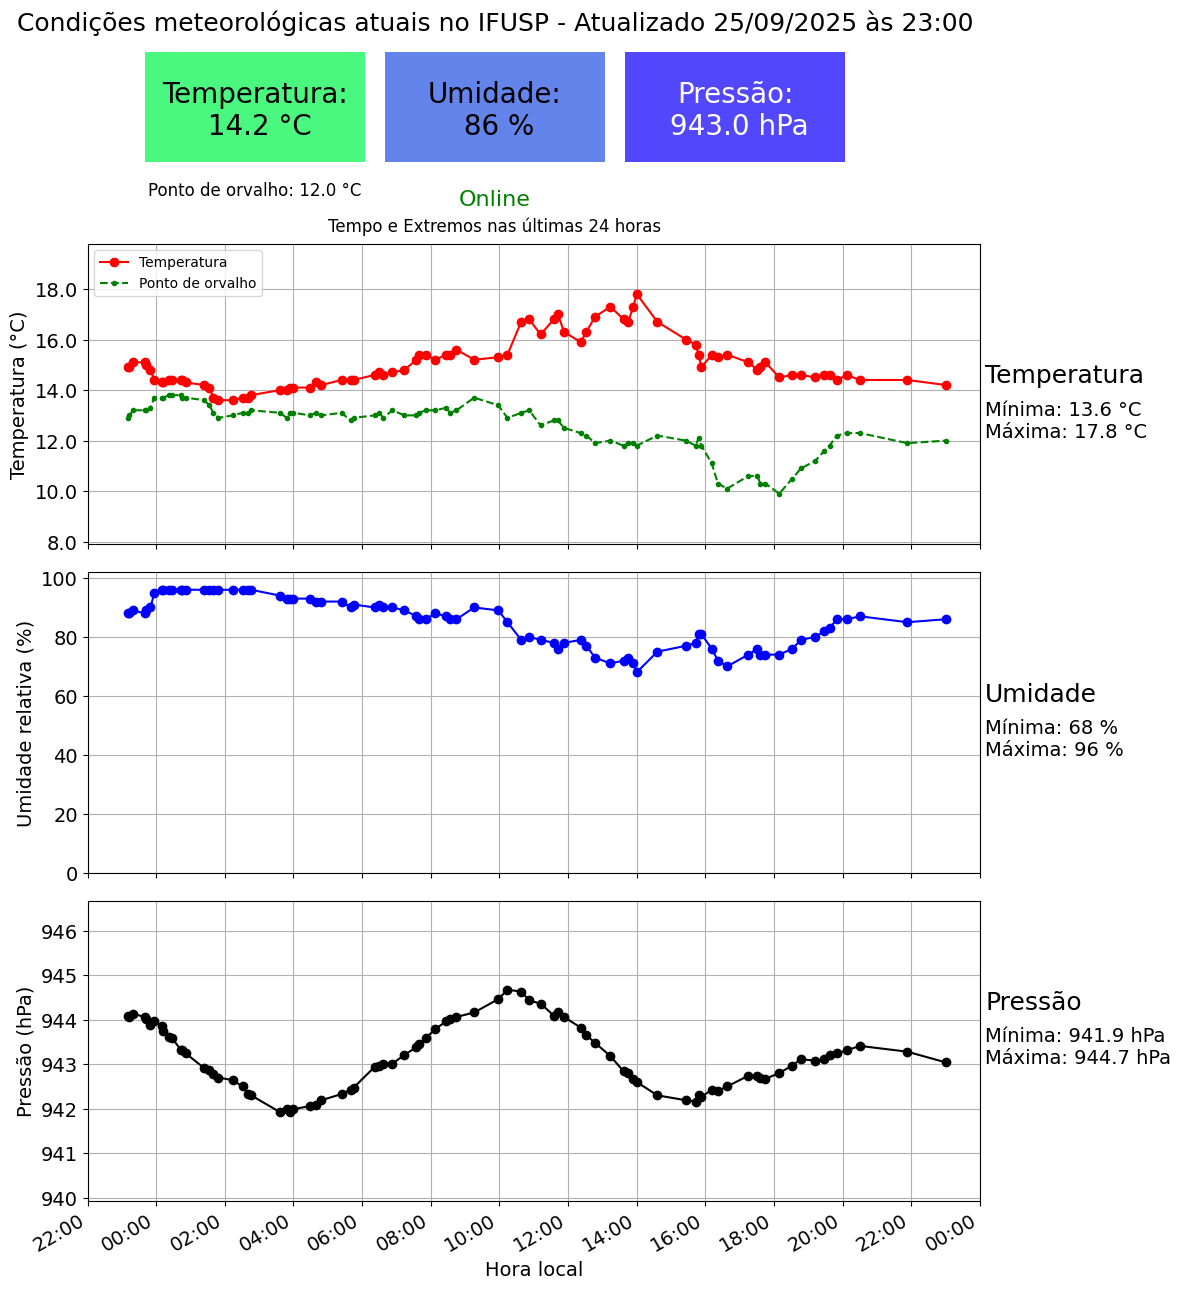 Condições meteorológicas atuais no IFUSP - Atualizado 25/09/2025 às 23:00
Temperatura:
14.2 °C
Umidade:
86 %
Pressão:
943.0 hPa
Ponto de orvalho: 12.0 °C
Online
Tempo e Extremos nas últimas 24 horas
Temperatura
Ponto de orvalho
Temperatura (°C)
18.0
16.0
14.0
12.0
10.0
8.0
Temperatura
Mínima: 13.6 °C
Máxima: 17.8 °C
Umidade relativa (%)
100
80
60
40
20
0
Umidade
Mínima: 68 %
Máxima: 96 %
Pressão (hPa)
946
945
944
943
942
941
940
Pressão
Mínima: 941.9 hPa
Máxima: 944.7 hPa
22:00
00:00
02:00
04:00
06:00
08:00
10:00
12:00
14:00
16:00
18:00
20:00
22:00
00:00
Hora local